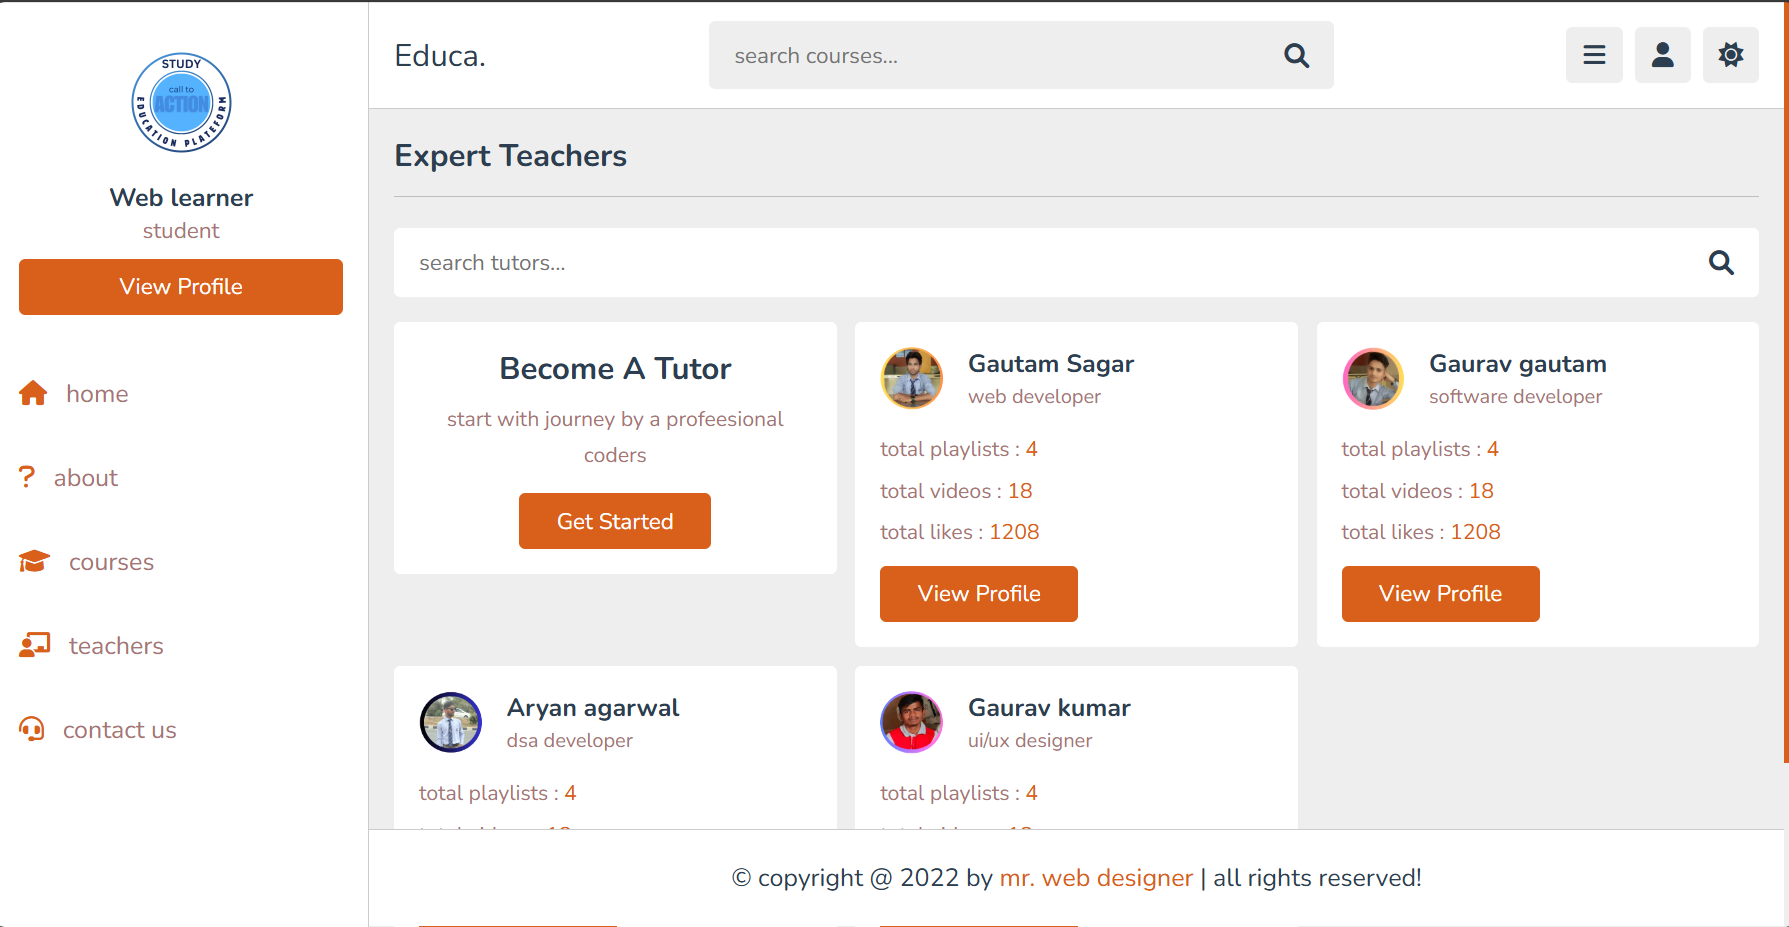 STUDY
call to
ACTION
EDUCATION PLATEFORM
Web learner
student
View Profile
home
about
courses
teachers
contact us
Educa.
search courses...
Expert Teachers
search tutors...
Become A Tutor
start with journey by a profeesional
coders
Get Started
Gautam Sagar
web developer
total playlists : 4
total videos : 18
total likes : 1208
View Profile
Gaurav gautam
software developer
total playlists : 4
total videos : 18
total likes : 1208
View Profile
Aryan agarwal
dsa developer
total playlists : 4
Gaurav kumar
ui/ux designer
total playlists : 4
© copyright @ 2022 by mr. web designer | all rights reserved!